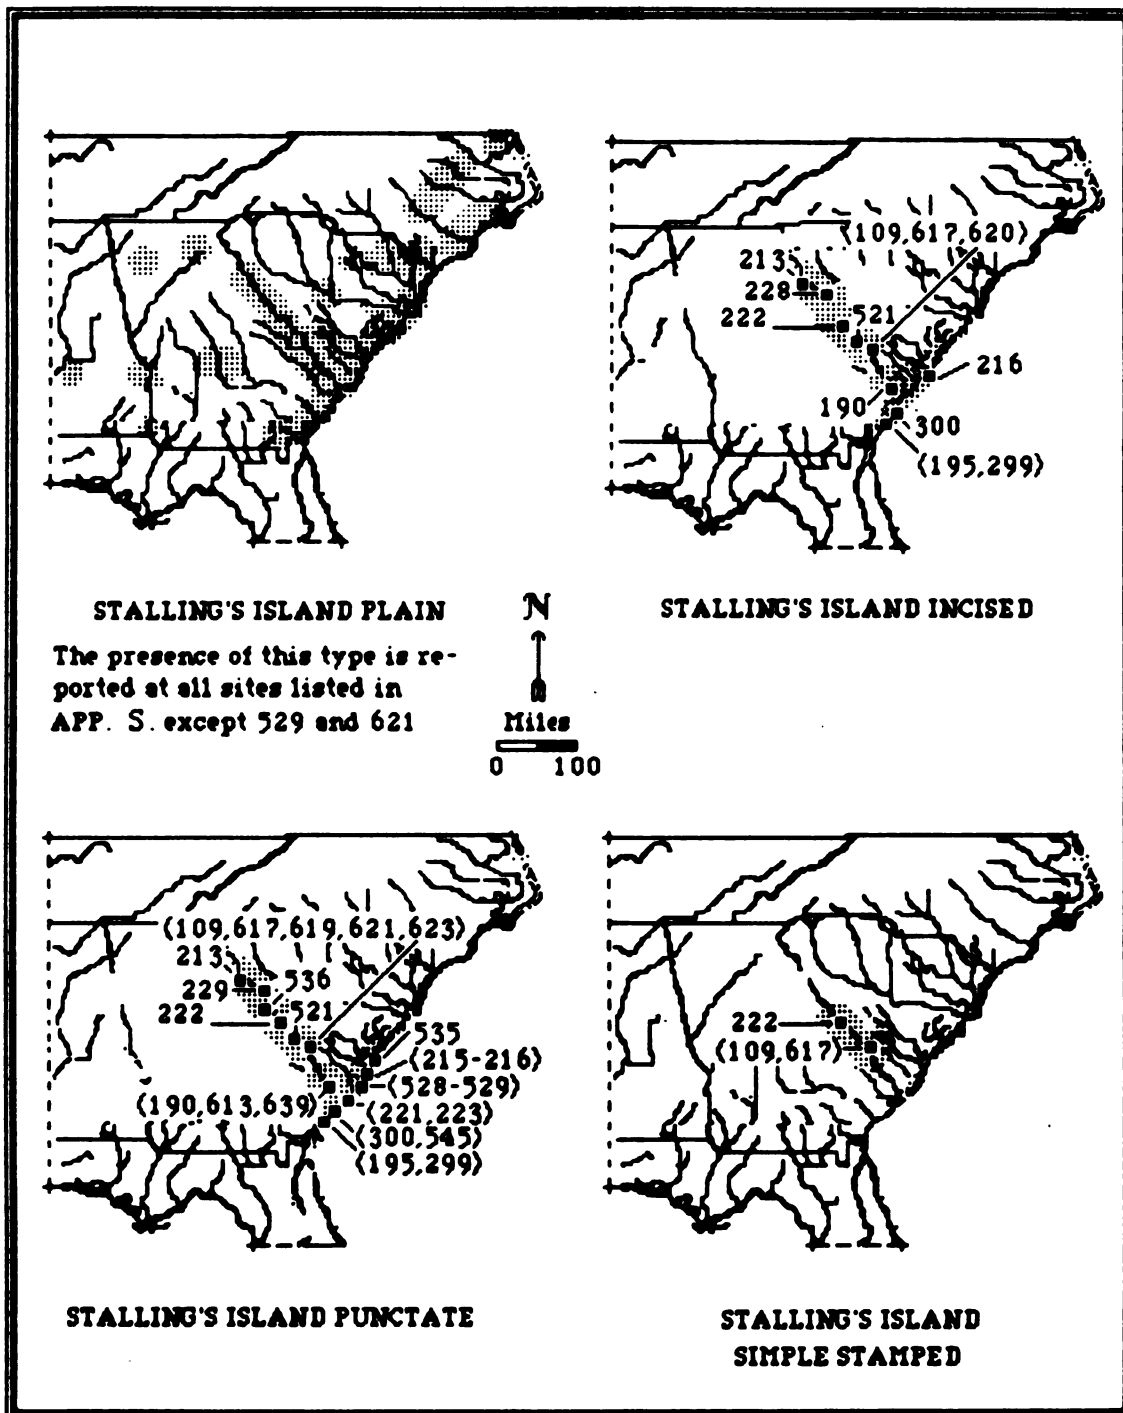 ⟨109,617,620⟩
213
228
222
521
216
190
300
⟨195,299⟩
STALLING'S ISLAND PLAIN
The presence of this type is re-
ported at all sites listed in
APP. S. except 529 and 621
N
Miles
0 100
STALLING'S ISLAND INCISED
⟨109,617,619,621,623⟩
213
229
536
222
521
535
⟨215-216⟩
⟨528-529⟩
⟨190,613,639⟩
⟨221,223⟩
⟨300,545⟩
⟨195,299⟩
STALLING'S ISLAND PUNCTATE
222
⟨109,617⟩
STALLING'S ISLAND
SIMPLE STAMPED